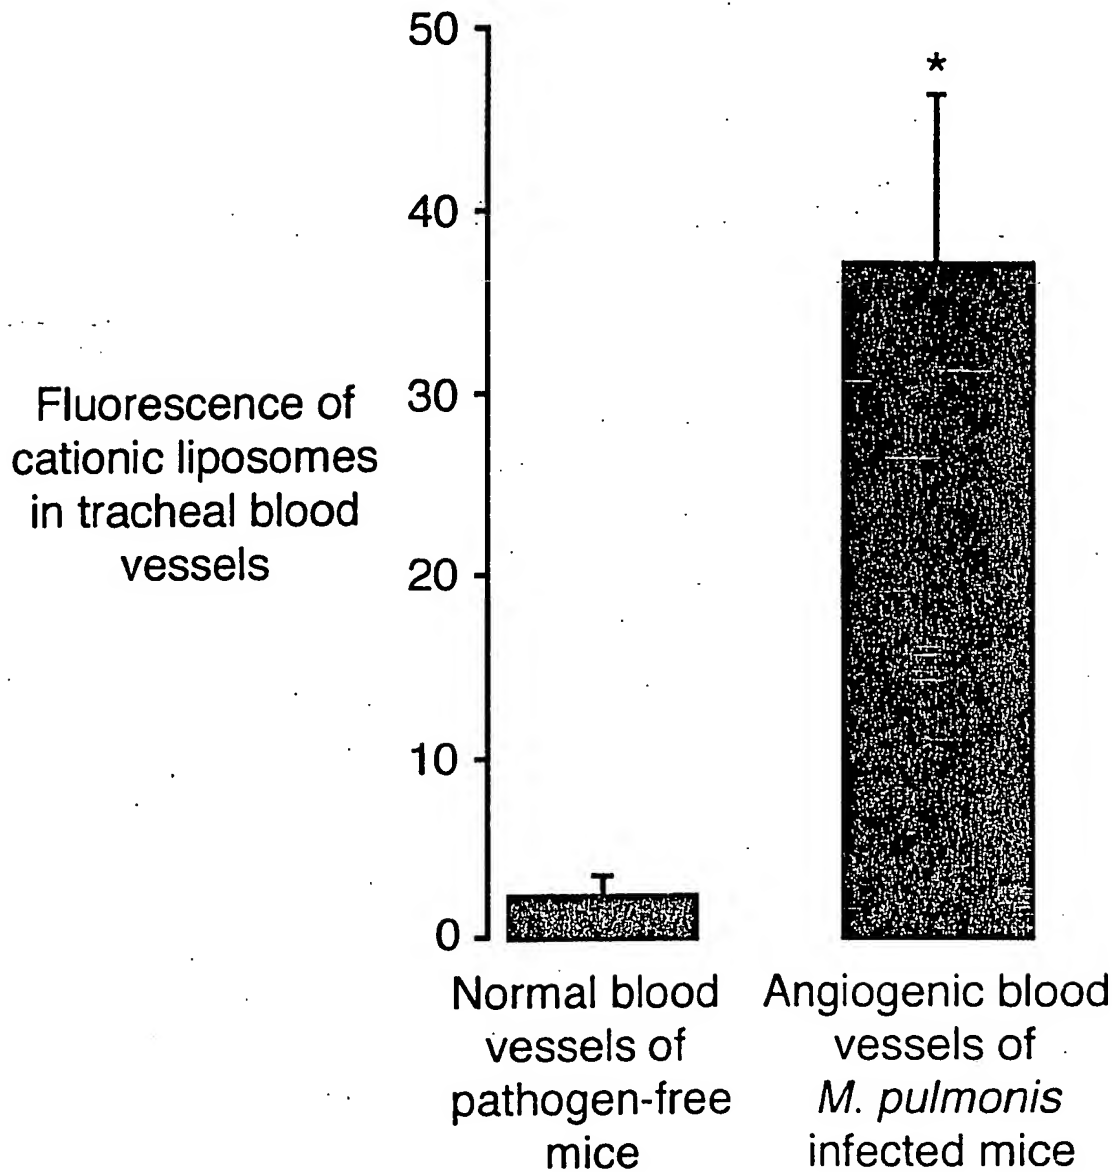 50
*
40
30
20
10
0
Fluorescence of
cationic liposomes
in tracheal blood
vessels
Normal blood
vessels of
pathogen-free
mice
Angiogenic blood
vessels of
M. pulmonis
infected mice